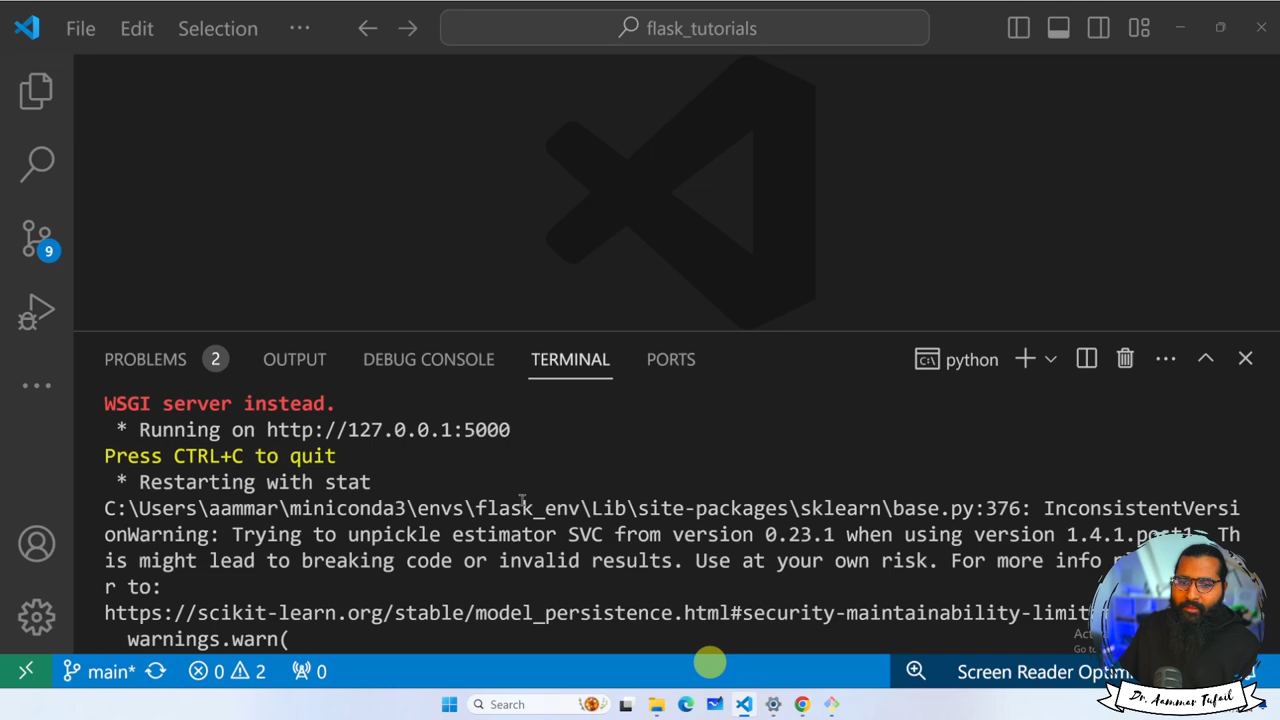 File Edit Selection ··· flask_tutorials
9
PROBLEMS 2 OUTPUT DEBUG CONSOLE TERMINAL PORTS python
WSGI server instead.
* Running on http://127.0.0.1:5000
Press CTRL+C to quit
* Restarting with stat
C:\Users\aammar\miniconda3\envs\flask_env\Lib\site-packages\sklearn\base.py:376: InconsistentVersi
onWarning: Trying to unpickle estimator SVC from version 0.23.1 when using version 1.4.1.post1. Th
is might lead to breaking code or invalid results. Use at your own risk. For more info
r to:
https://scikit-learn.org/stable/model_persistence.html#security-maintainability-limit
warnings.warn(
main* 0 2 0 Screen Reader Optim
Search
Dr. Aammar Tufail